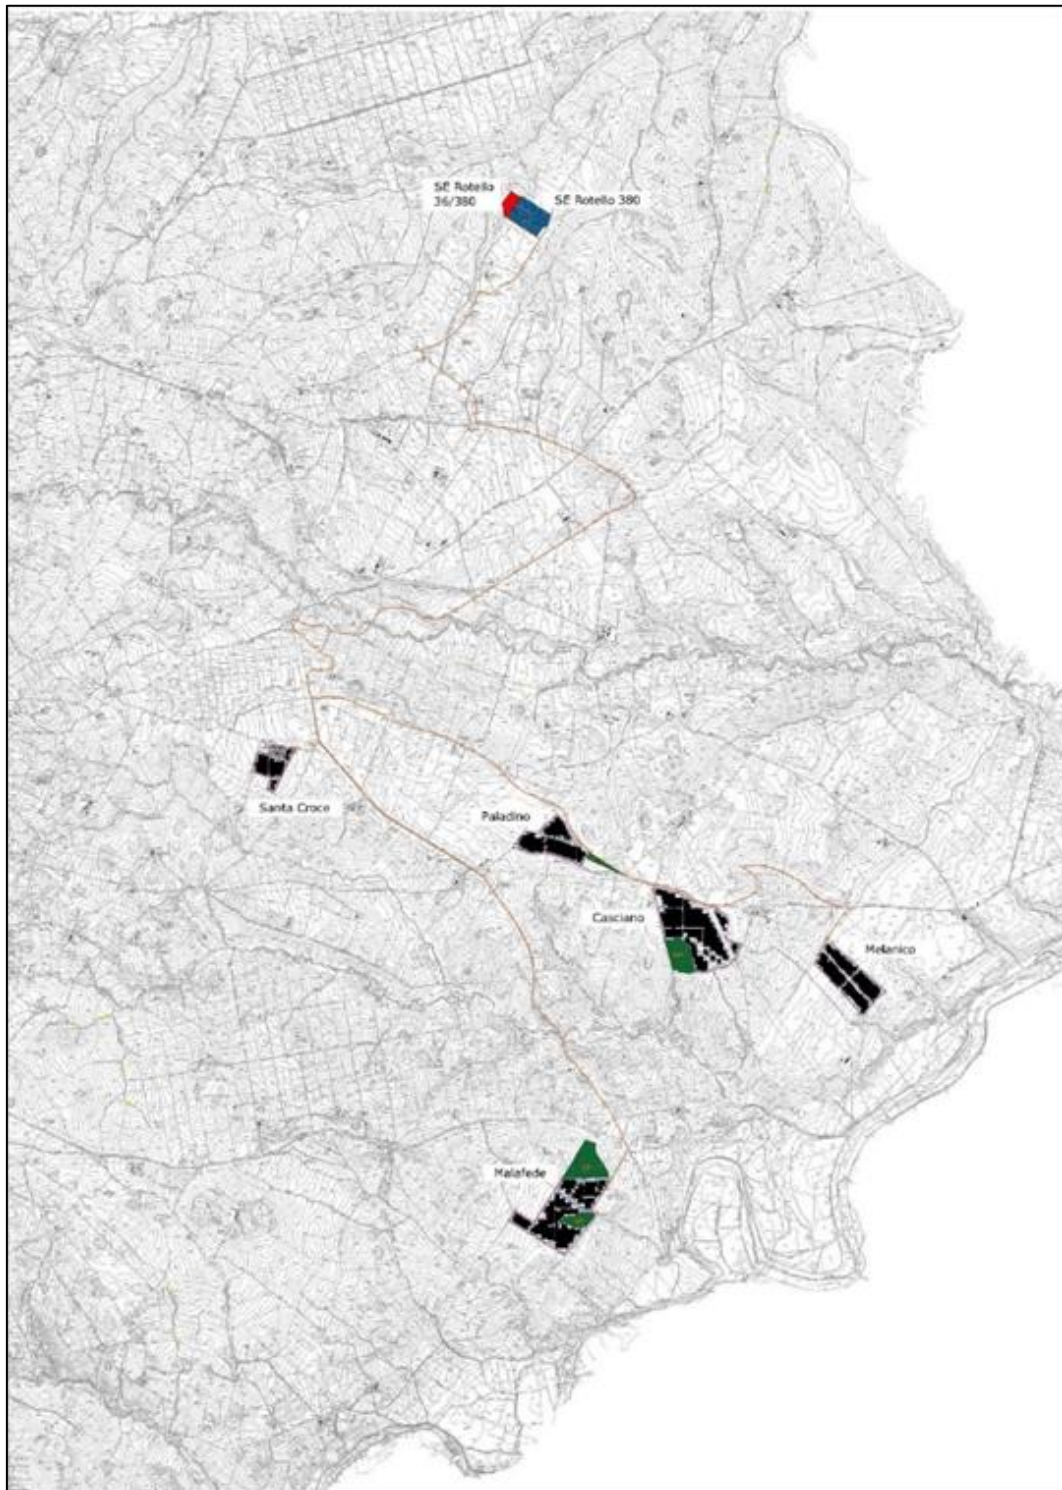 SE Rotello
36/380
SE Rotello 380
Santa Croce
Paladino
Casciano
Melanico
Malafede